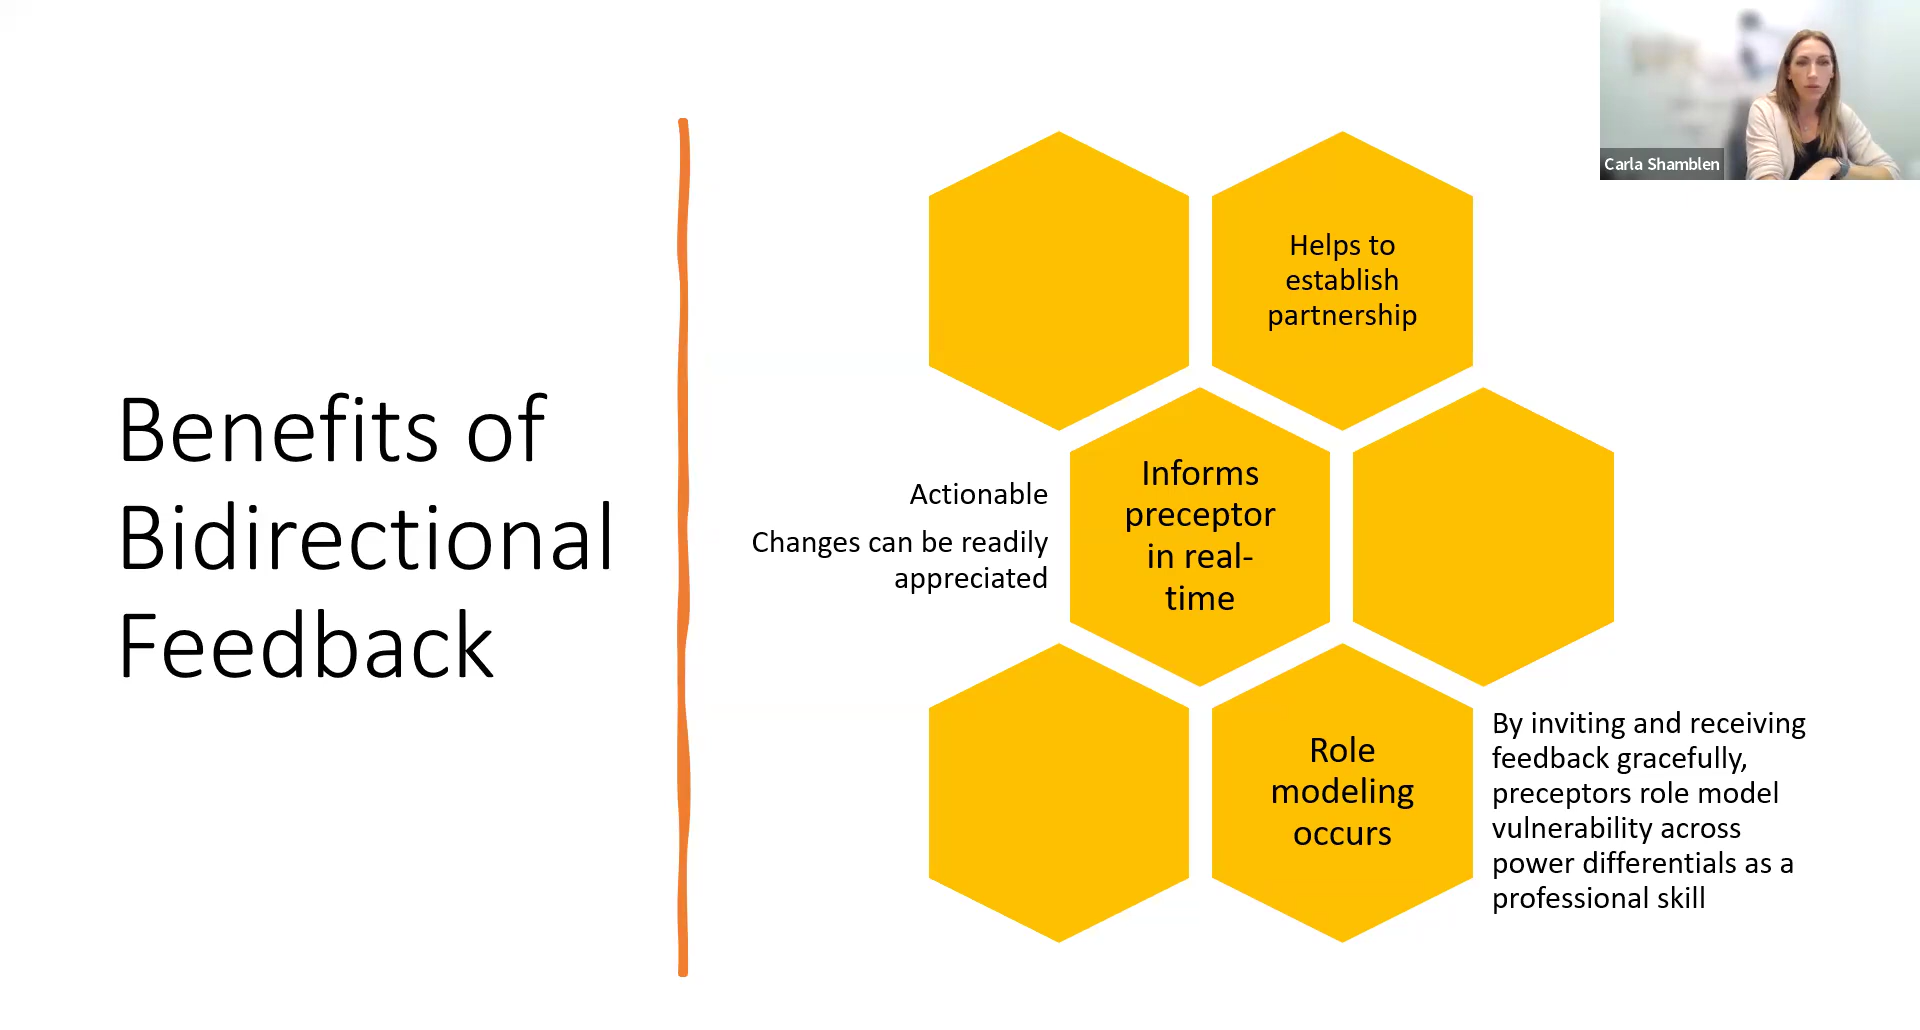 Benefits of
Bidirectional
Feedback
Helps to
establish
partnership
Actionable
Changes can be readily
appreciated
Informs
preceptor
in real-
time
Role
modeling
occurs
By inviting and receiving
feedback gracefully,
preceptors role model
vulnerability across
power differentials as a
professional skill
Carla Shamblen